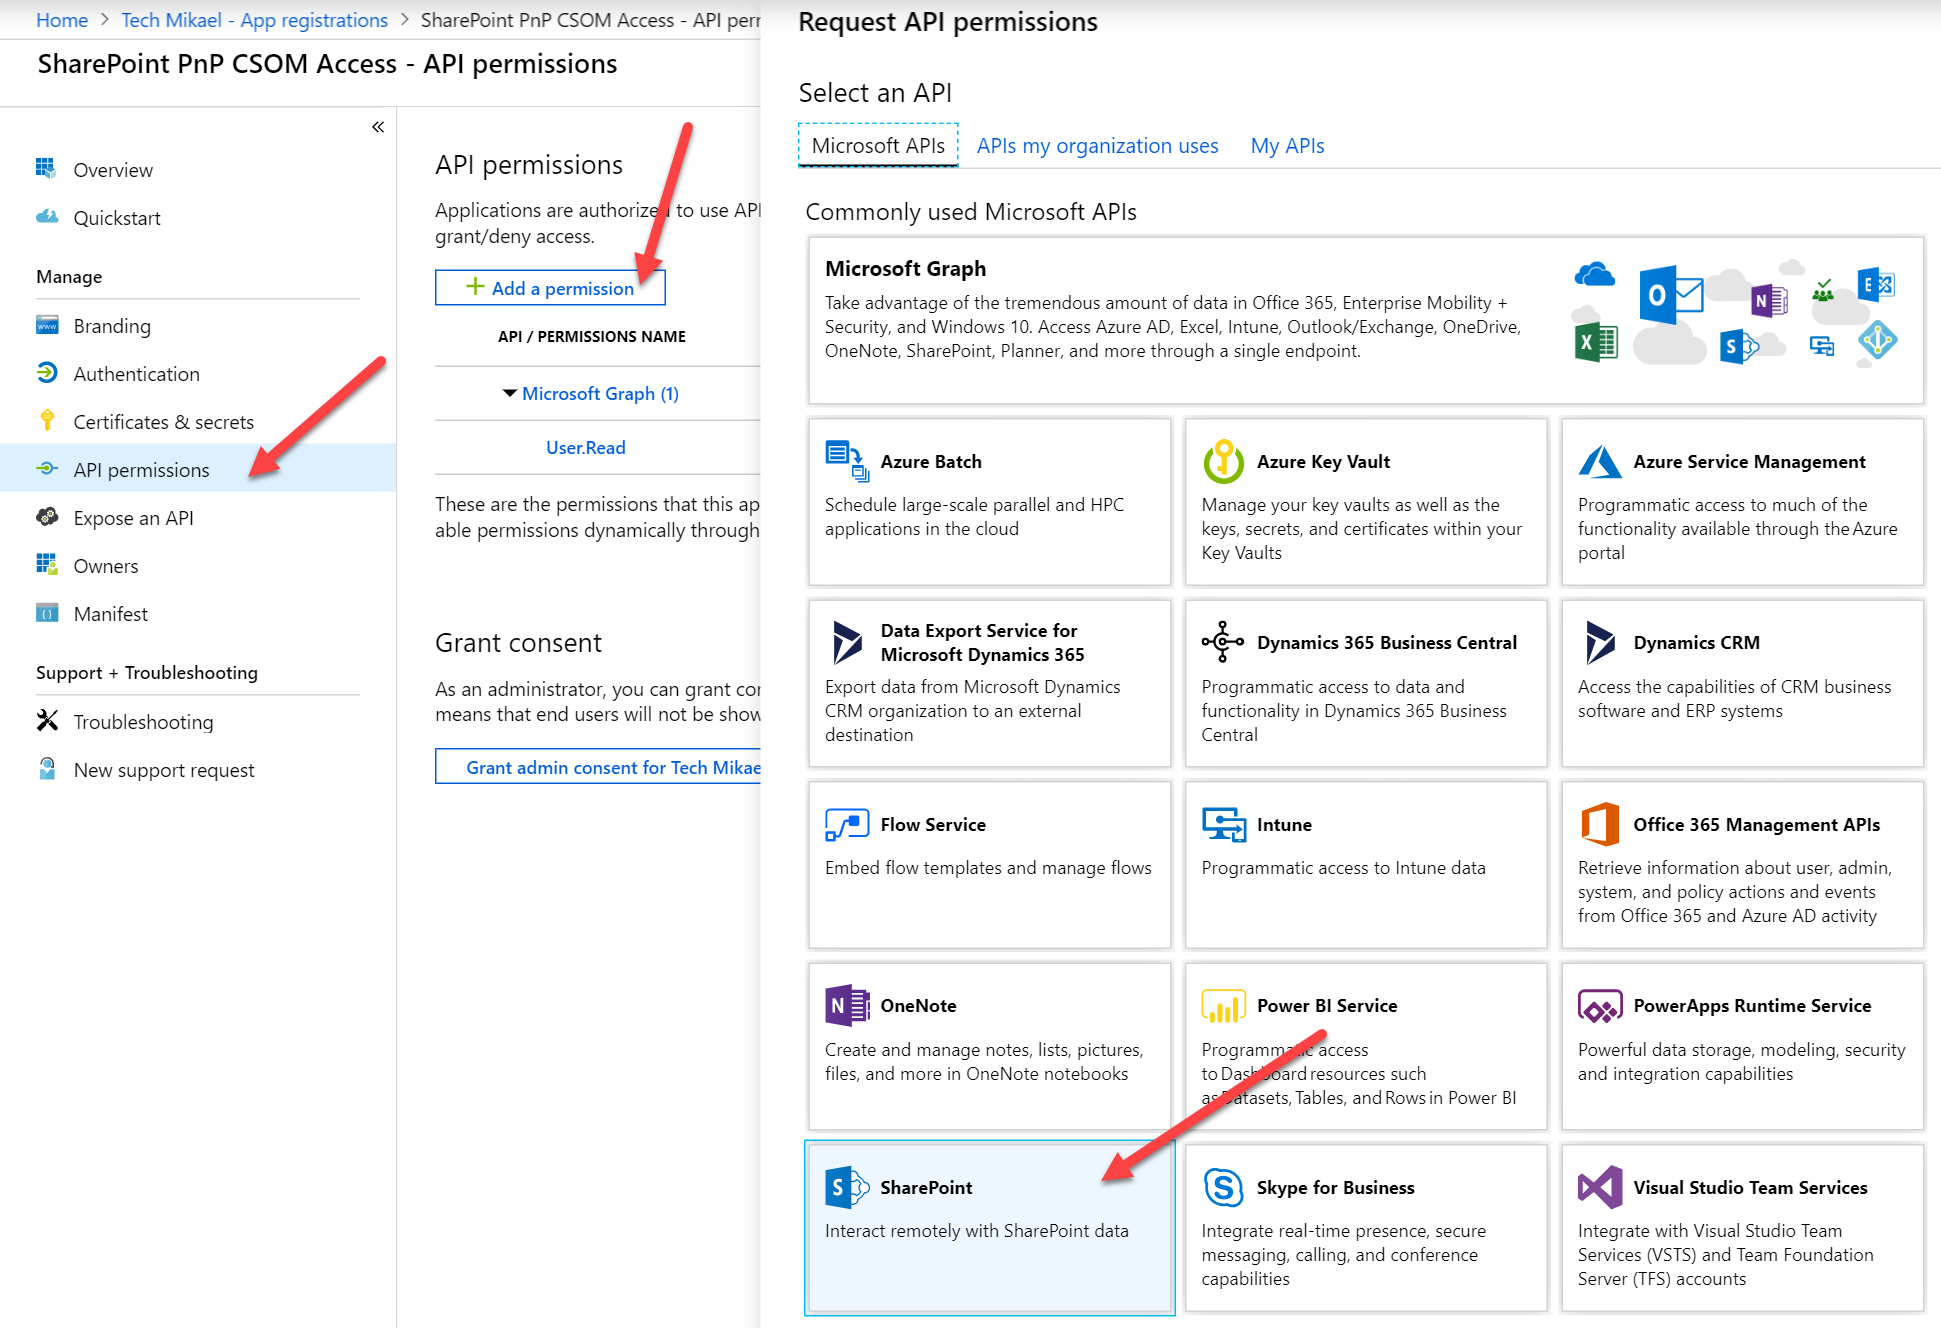 Home > Tech Mikael - App registrations > SharePoint PnP CSOM Access - API perr
SharePoint PnP CSOM Access - API permissions
«
Overview
Quickstart
Manage
Branding
Authentication
Certificates & secrets
API permissions
Expose an API
Owners
Manifest
Support + Troubleshooting
Troubleshooting
New support request
API permissions
Applications are authorized to use API
grant/deny access.
+ Add a permission
API / PERMISSIONS NAME
Microsoft Graph (1)
User.Read
These are the permissions that this ap
able permissions dynamically through
Grant consent
As an administrator, you can grant co
means that end users will not be show
Grant admin consent for Tech Mikae
Request API permissions
Select an API
Microsoft APIs
APIs my organization uses
My APIs
Commonly used Microsoft APIs
Microsoft Graph
Take advantage of the tremendous amount of data in Office 365, Enterprise Mobility +
Security, and Windows 10. Access Azure AD, Excel, Intune, Outlook/Exchange, OneDrive,
OneNote, SharePoint, Planner, and more through a single endpoint.
Azure Batch
Schedule large-scale parallel and HPC
applications in the cloud
Azure Key Vault
Manage your key vaults as well as the
keys, secrets, and certificates within your
Key Vaults
Azure Service Management
Programmatic access to much of the
functionality available through the Azure
portal
Data Export Service for
Microsoft Dynamics 365
Export data from Microsoft Dynamics
CRM organization to an external
destination
Dynamics 365 Business Central
Programmatic access to data and
functionality in Dynamics 365 Business
Central
Dynamics CRM
Access the capabilities of CRM business
software and ERP systems
Flow Service
Embed flow templates and manage flows
Intune
Programmatic access to Intune data
Office 365 Management APIs
Retrieve information about user, admin,
system, and policy actions and events
from Office 365 and Azure AD activity
OneNote
Create and manage notes, lists, pictures,
files, and more in OneNote notebooks
Power BI Service
Programmatic access
to Dashboard resources such
as Datasets, Tables, and Rows in Power BI
PowerApps Runtime Service
Powerful data storage, modeling, security
and integration capabilities
SharePoint
Interact remotely with SharePoint data
Skype for Business
Integrate real-time presence, secure
messaging, calling, and conference
capabilities
Visual Studio Team Services
Integrate with Visual Studio Team
Services (VSTS) and Team Foundation
Server (TFS) accounts